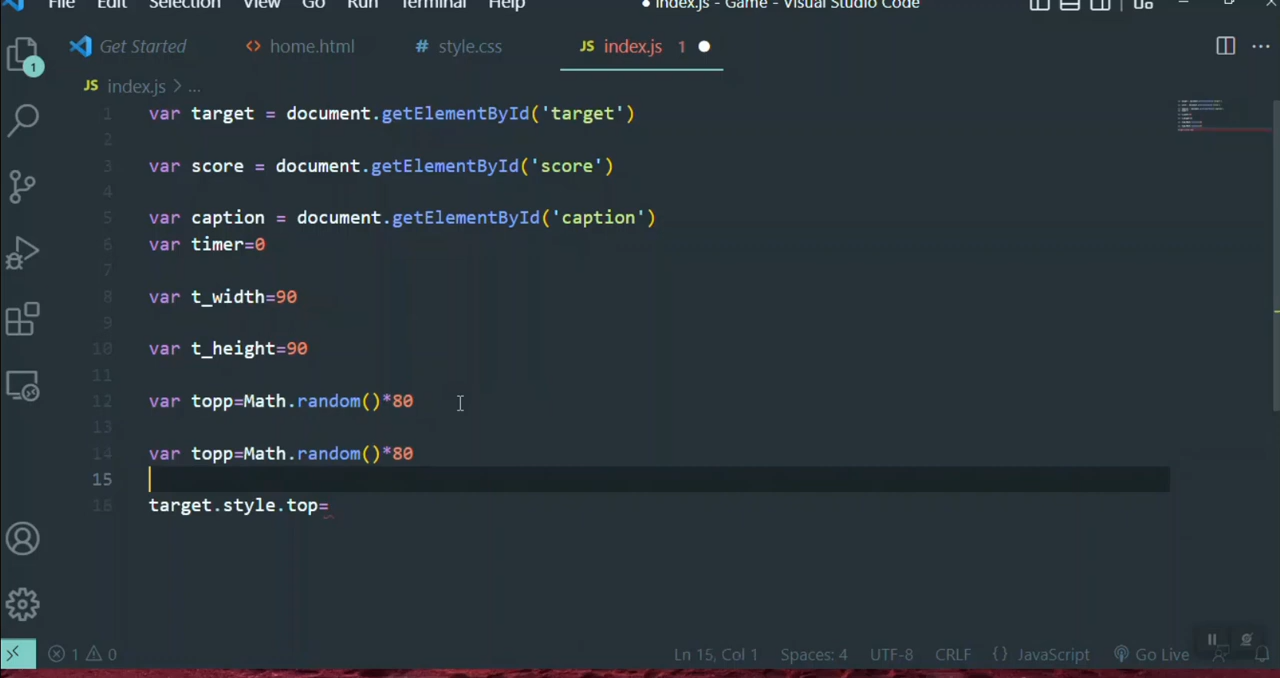 File Edit Selection View Go Run Terminal Help ● index.js - Game - Visual Studio Code
Get Started <> home.html # style.css JS index.js 1 ●
JS index.js > ...
1 var target = document.getElementById('target')
2
3 var score = document.getElementById('score')
4
5 var caption = document.getElementById('caption')
6 var timer=0
7
8 var t_width=90
9
10 var t_height=90
11
12 var topp=Math.random()*80
13
14 var topp=Math.random()*80
15
16 target.style.top=
1
1 0 Ln 15, Col 1 Spaces: 4 UTF-8 CRLF {} JavaScript Go Live